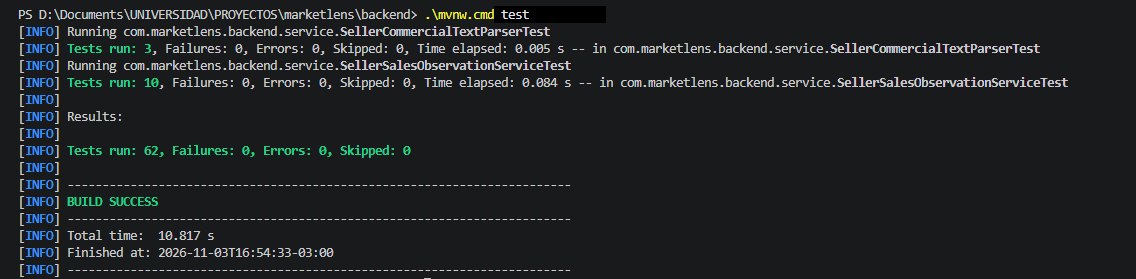 PS D:\Documents\UNIVERSIDAD\PROYECTOS\marketlens\backend> .\mvnw.cmd test
[INFO] Running com.marketlens.backend.service.SellerCommercialTextParserTest
[INFO] Tests run: 3, Failures: 0, Errors: 0, Skipped: 0, Time elapsed: 0.005 s -- in com.marketlens.backend.service.SellerCommercialTextParserTest
[INFO] Running com.marketlens.backend.service.SellerSalesObservationServiceTest
[INFO] Tests run: 10, Failures: 0, Errors: 0, Skipped: 0, Time elapsed: 0.084 s -- in com.marketlens.backend.service.SellerSalesObservationServiceTest
[INFO]
[INFO] Results:
[INFO]
[INFO] Tests run: 62, Failures: 0, Errors: 0, Skipped: 0
[INFO]
[INFO] ------------------------------------------------------------------------
[INFO] BUILD SUCCESS
[INFO] ------------------------------------------------------------------------
[INFO] Total time:  10.817 s
[INFO] Finished at: 2026-11-03T16:54:33-03:00
[INFO] ------------------------------------------------------------------------